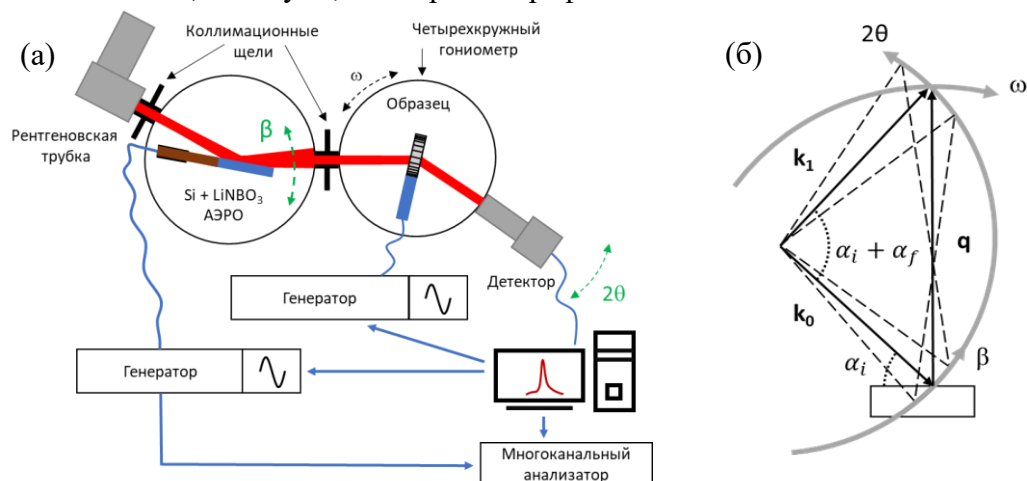 (а)
Коллимационные
щели
Четырехкружный
гониометр
ω
Образец
β
Рентгеновская
трубка
Si + LiNBO₃
АЭРО
Детектор
2θ
Генератор
Генератор
Многоканальный
анализатор
(б)
2θ
ω
k₁
αᵢ + α_f
q
k₀
αᵢ
β